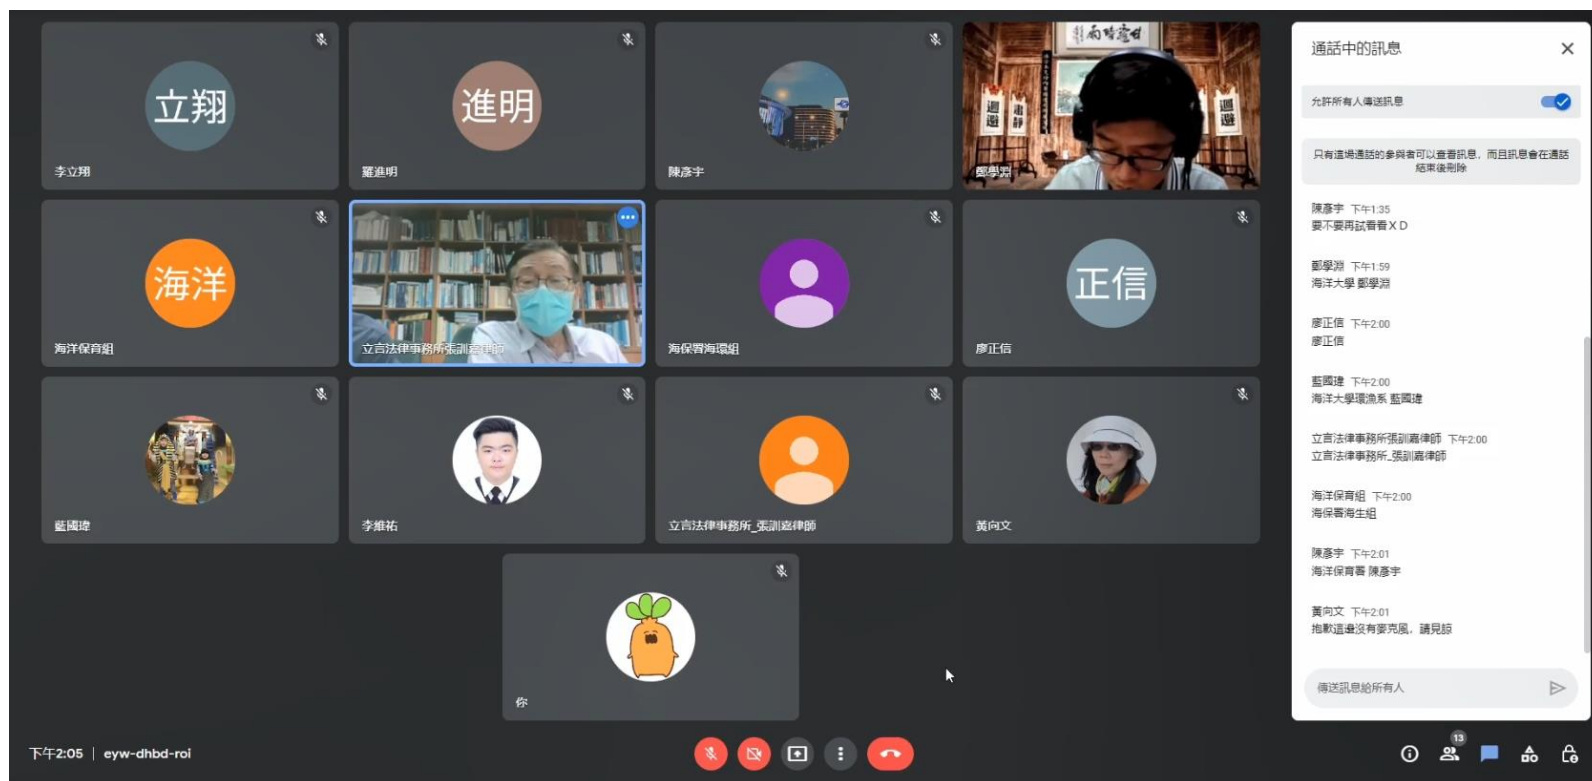 立翔
李立翔
進明
羅進明
陳彥宇
迴避
肅靜
迴避
鄭學淵
海洋
海洋保育組
立言法律事務所張訓嘉律師
海保署海環組
正信
廖正信
藍國瑋
李維祐
立言法律事務所_張訓嘉律師
黃向文
你
下午2:05 | eyw-dhbd-roi
13
通話中的訊息
允許所有人傳送訊息
只有這場通話的參與者可以查看訊息，而且訊息會在通話
結束後刪除
陳彥宇 下午1:35
要不要再試看看ＸＤ
鄭學淵 下午1:59
海洋大學 鄭學淵
廖正信 下午2:00
廖正信
藍國瑋 下午2:00
海洋大學環漁系 藍國瑋
立言法律事務所張訓嘉律師 下午2:00
立言法律事務所_張訓嘉律師
海洋保育組 下午2:00
海保署海生組
陳彥宇 下午2:01
海洋保育署 陳彥宇
黃向文 下午2:01
抱歉這邊沒有麥克風，請見諒
傳送訊息給所有人